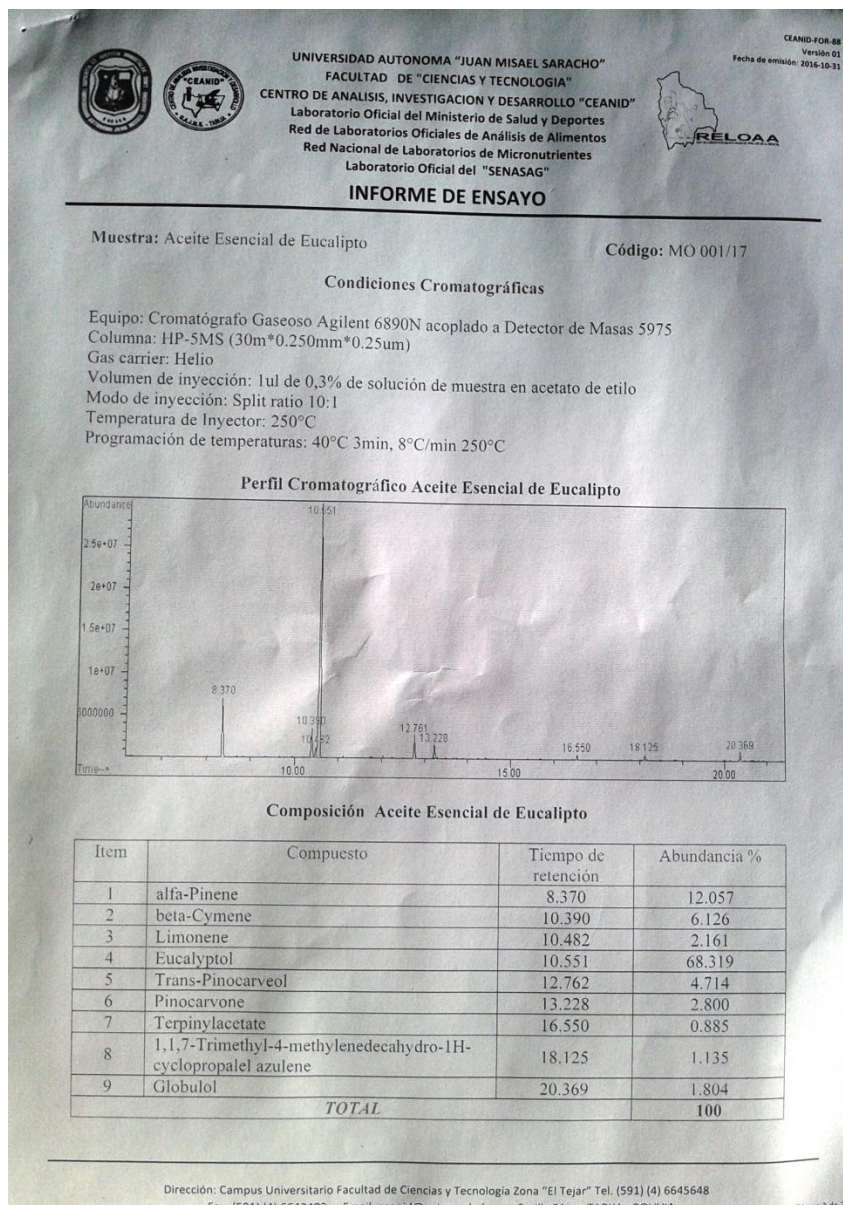 CEANID-FOR-88
Versión 01
Fecha de emisión: 2016-10-31
UNIVERSIDAD AUTONOMA "JUAN MISAEL SARACHO"
FACULTAD DE "CIENCIAS Y TECNOLOGIA"
CENTRO DE ANALISIS, INVESTIGACION Y DESARROLLO "CEANID"
Laboratorio Oficial del Ministerio de Salud y Deportes
Red de Laboratorios Oficiales de Análisis de Alimentos
Red Nacional de Laboratorios de Micronutrientes
Laboratorio Oficial del "SENASAG"
"CEANID"
RELOAA
INFORME DE ENSAYO
Muestra: Aceite Esencial de Eucalipto
Código: MO 001/17
Condiciones Cromatográficas
Equipo: Cromatógrafo Gaseoso Agilent 6890N acoplado a Detector de Masas 5975
Columna: HP-5MS (30m*0.250mm*0.25um)
Gas carrier: Helio
Volumen de inyección: 1ul de 0,3% de solución de muestra en acetato de etilo
Modo de inyección: Split ratio 10:1
Temperatura de Inyector: 250°C
Programación de temperaturas: 40°C 3min, 8°C/min 250°C
Perfil Cromatográfico Aceite Esencial de Eucalipto
Abundance
10.551
2.5e+07
2e+07
1.5e+07
1e+07
8.370
5000000
10.390
10.482
12.761
13.228
16.550
18.125
20.369
Time-->
10.00
15.00
20.00
Composición Aceite Esencial de Eucalipto
Item Compuesto Tiempo de retención Abundancia %
1 alfa-Pinene 8.370 12.057
2 beta-Cymene 10.390 6.126
3 Limonene 10.482 2.161
4 Eucalyptol 10.551 68.319
5 Trans-Pinocarveol 12.762 4.714
6 Pinocarvone 13.228 2.800
7 Terpinylacetate 16.550 0.885
8 1,1,7-Trimethyl-4-methylenedecahydro-1H-
cyclopropalel azulene 18.125 1.135
9 Globulol 20.369 1.804
TOTAL 100
Dirección: Campus Universitario Facultad de Ciencias y Tecnología Zona "El Tejar" Tel. (591) (4) 6645648